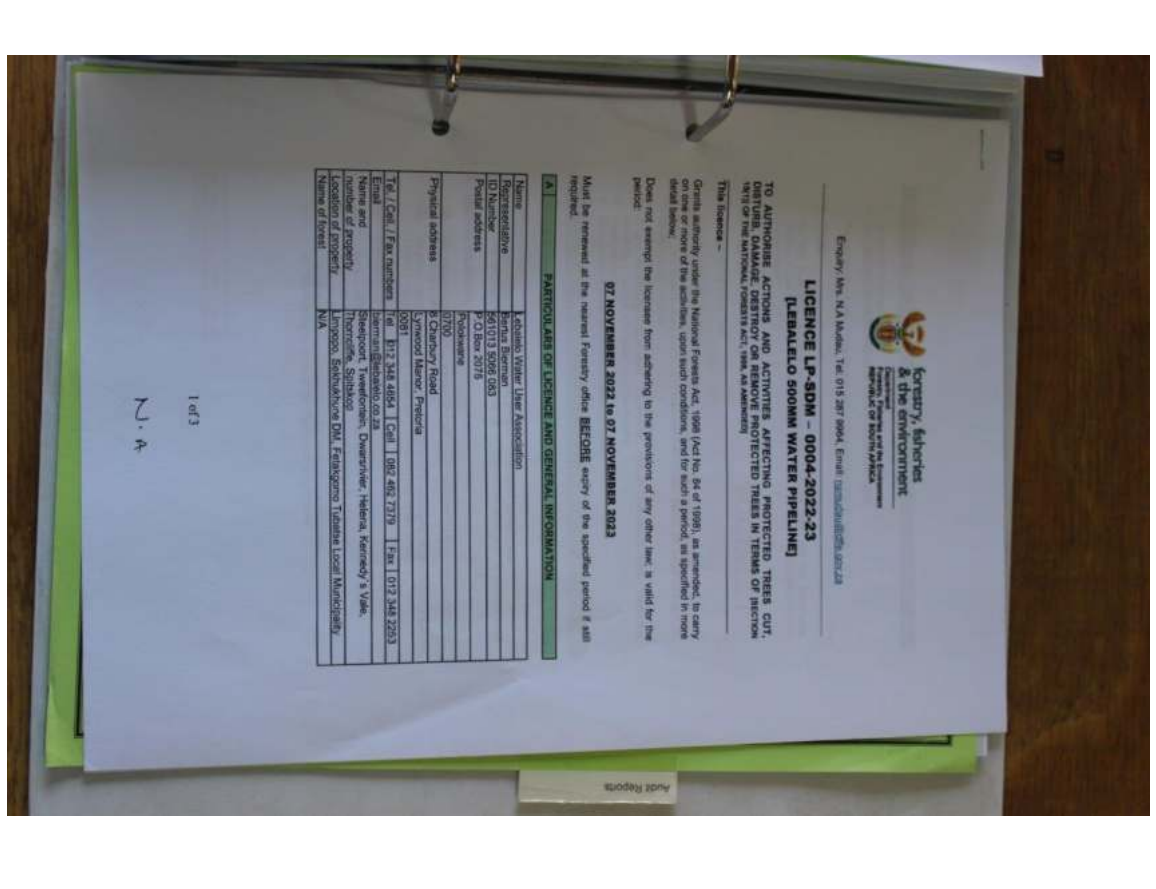 forestry, fisheries
& the environment
Department:
Forestry, Fisheries and the Environment
REPUBLIC OF SOUTH AFRICA
Enquiry: Mrs. N.A Mudau, Tel: 015 287 9984, Email:
LICENCE LP-SDM – 0004-2022-23
[LEBALELO 500MM WATER PIPELINE]
TO AUTHORISE ACTIONS AND ACTIVITIES AFFECTING PROTECTED TREES CUT,
DISTURB, DAMAGE, DESTROY OR REMOVE PROTECTED TREES IN TERMS OF [SECTION
OF THE NATIONAL FORESTS ACT, 1998, AS AMENDED]
This licence –
Grants authority under the National Forests Act, 1998 (Act No. 84 of 1998), as amended, to carry
on one or more of the activities, upon such conditions, and for such a period, as specified in more
detail below;
Does not exempt the licensee from adhering to the provisions of any other law; is valid for the
period:
07 NOVEMBER 2022 to 07 NOVEMBER 2023
Must be renewed at the nearest Forestry office BEFORE expiry of the specified period if still
required.
A PARTICULARS OF LICENCE AND GENERAL INFORMATION
Name Lebalelo Water User Association
Representative Bertus Bierman
ID Number 561013 5006 083
Postal address P.O Box 2075
Polokwane
0700
Physical address 8 Charbury Road
Lynwood Manor, Pretoria
0081
Tel. / Cell. / Fax numbers Tel 012 348 4654 Cell 082 462 7379 Fax 012 348 2253
Email bierman@lebalelo.co.za
Name and Steelpoort, Tweefontein, Dwarsrivier, Helena, Kennedy's Vale,
number of property Thorncliffe, Spitskop
Location of property Limpopo, Sekhukhune DM, Fetakgomo Tubatse Local Municipality
Name of forest N/A
1 of 3
N.A
Audit Reports